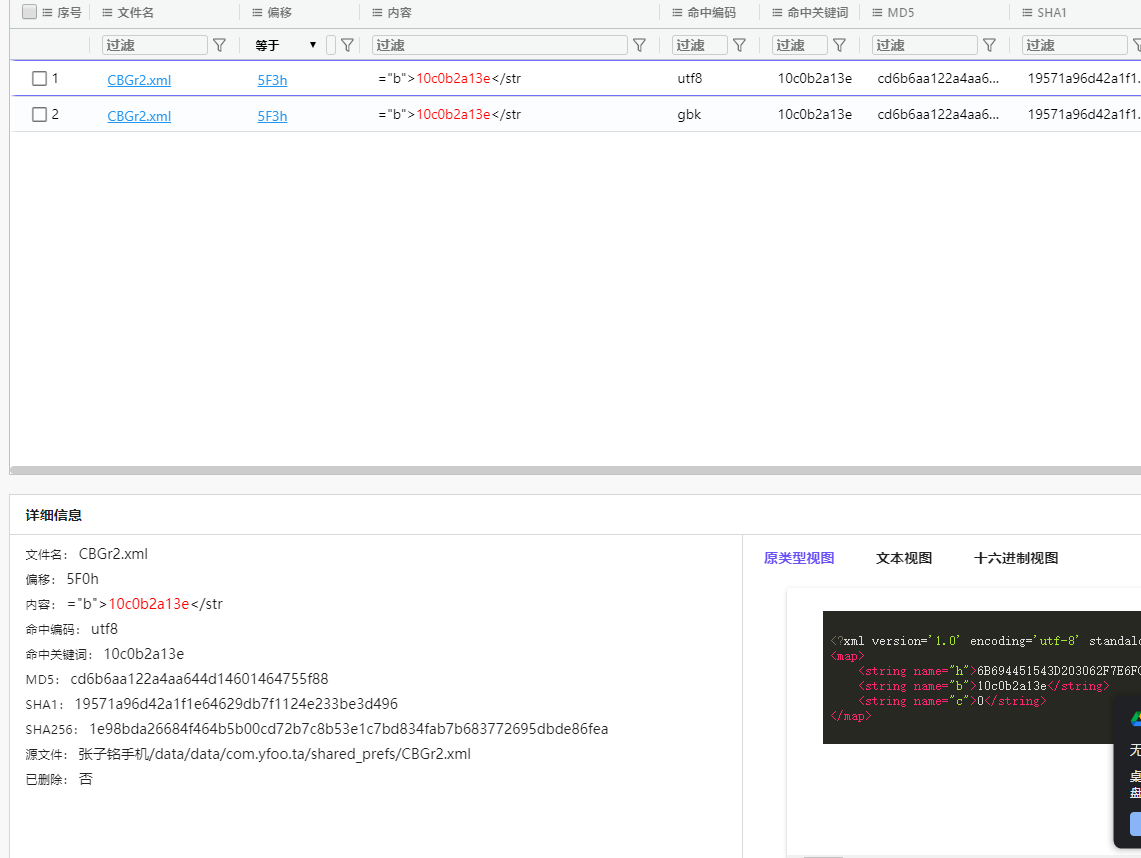 序号 文件名 偏移 内容 命中编码 命中关键词 MD5 SHA1
过滤 等于 过滤 过滤 过滤 过滤 过滤
1 CBGr2.xml 5F3h ="b">10c0b2a13e</str utf8 10c0b2a13e cd6b6aa122a4aa6... 19571a96d42a1f1.
2 CBGr2.xml 5F3h ="b">10c0b2a13e</str gbk 10c0b2a13e cd6b6aa122a4aa6... 19571a96d42a1f1.
详细信息
文件名： CBGr2.xml
偏移： 5F0h
内容： ="b">10c0b2a13e</str
命中编码： utf8
命中关键词： 10c0b2a13e
MD5： cd6b6aa122a4aa644d14601464755f88
SHA1： 19571a96d42a1f1e64629db7f1124e233be3d496
SHA256： 1e98bda26684f464b5b00cd72b7c8b53e1c7bd834fab7b683772695dbde86fea
源文件： 张子铭手机/data/data/com.yfoo.ta/shared_prefs/CBGr2.xml
已删除： 否
原类型视图 文本视图 十六进制视图
<?xml version='1.0' encoding='utf-8' standalo
<map>
<string name="h">6B694451543D203062F7E6F
<string name="b">10c0b2a13e</string>
<string name="c">0</string>
</map>
无
桌
盘